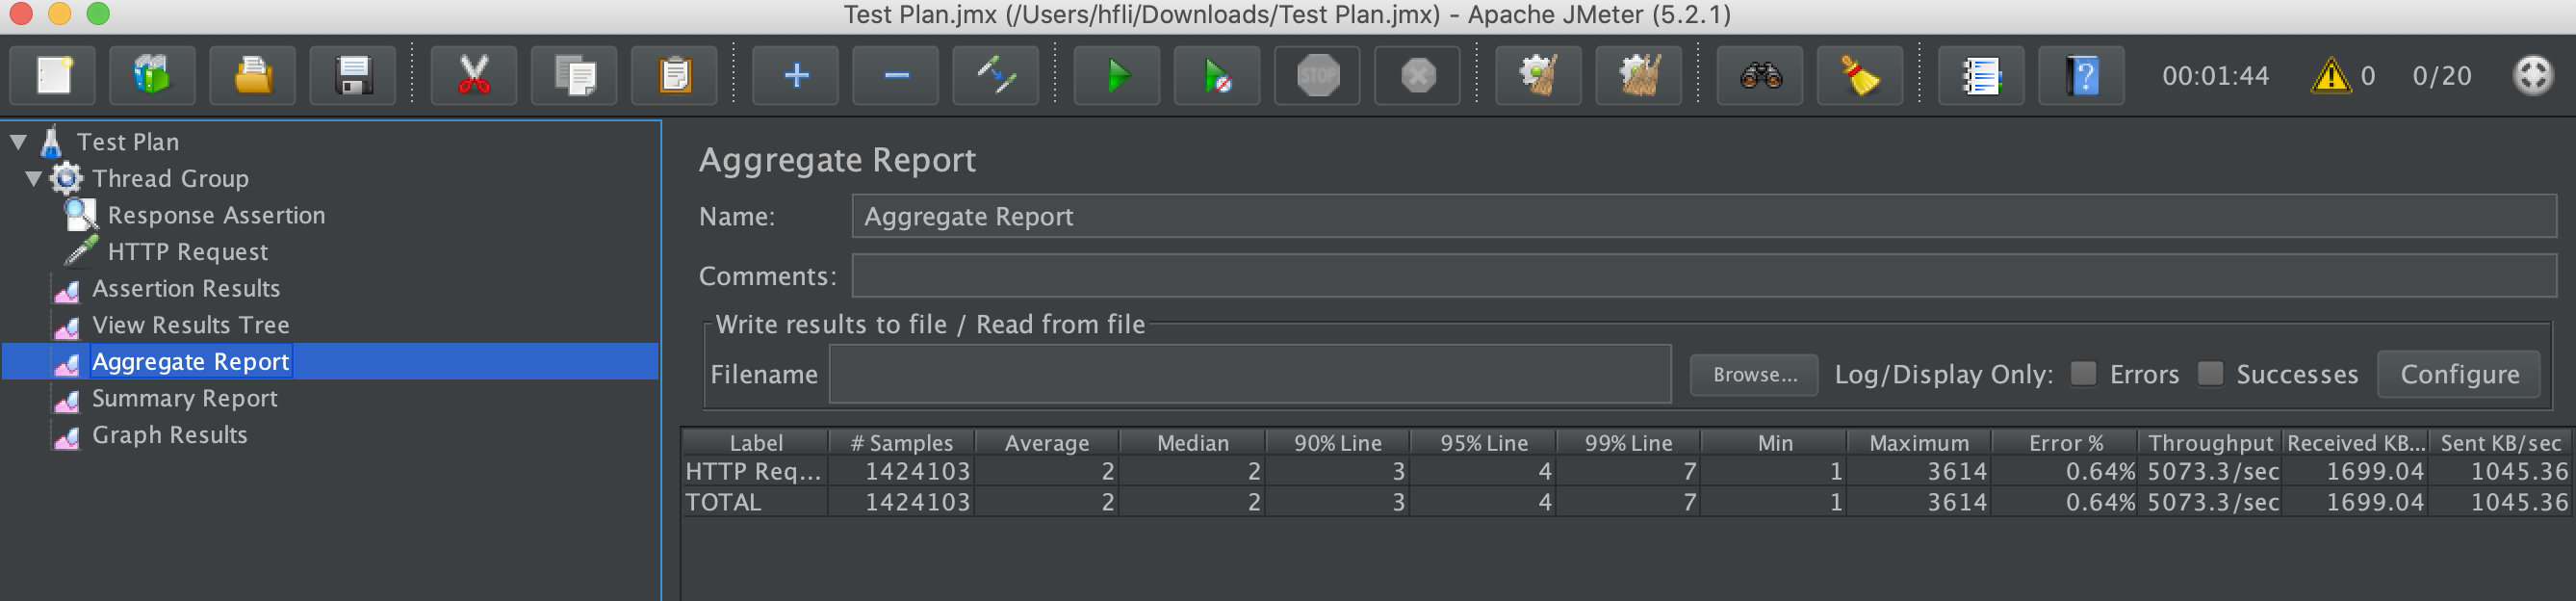 Test Plan.jmx (/Users/hfli/Downloads/Test Plan.jmx) - Apache JMeter (5.2.1)
STOP 00:01:44 0 0/20
Test Plan
Thread Group
Response Assertion
HTTP Request
Assertion Results
View Results Tree
Aggregate Report
Summary Report
Graph Results
Aggregate Report
Name: Aggregate Report
Comments:
Write results to file / Read from file
Filename Browse... Log/Display Only: Errors Successes Configure
Label # Samples Average Median 90% Line 95% Line 99% Line Min Maximum Error % Throughput Received KB... Sent KB/sec
HTTP Req... 1424103 2 2 3 4 7 1 3614 0.64% 5073.3/sec 1699.04 1045.36
TOTAL 1424103 2 2 3 4 7 1 3614 0.64% 5073.3/sec 1699.04 1045.36